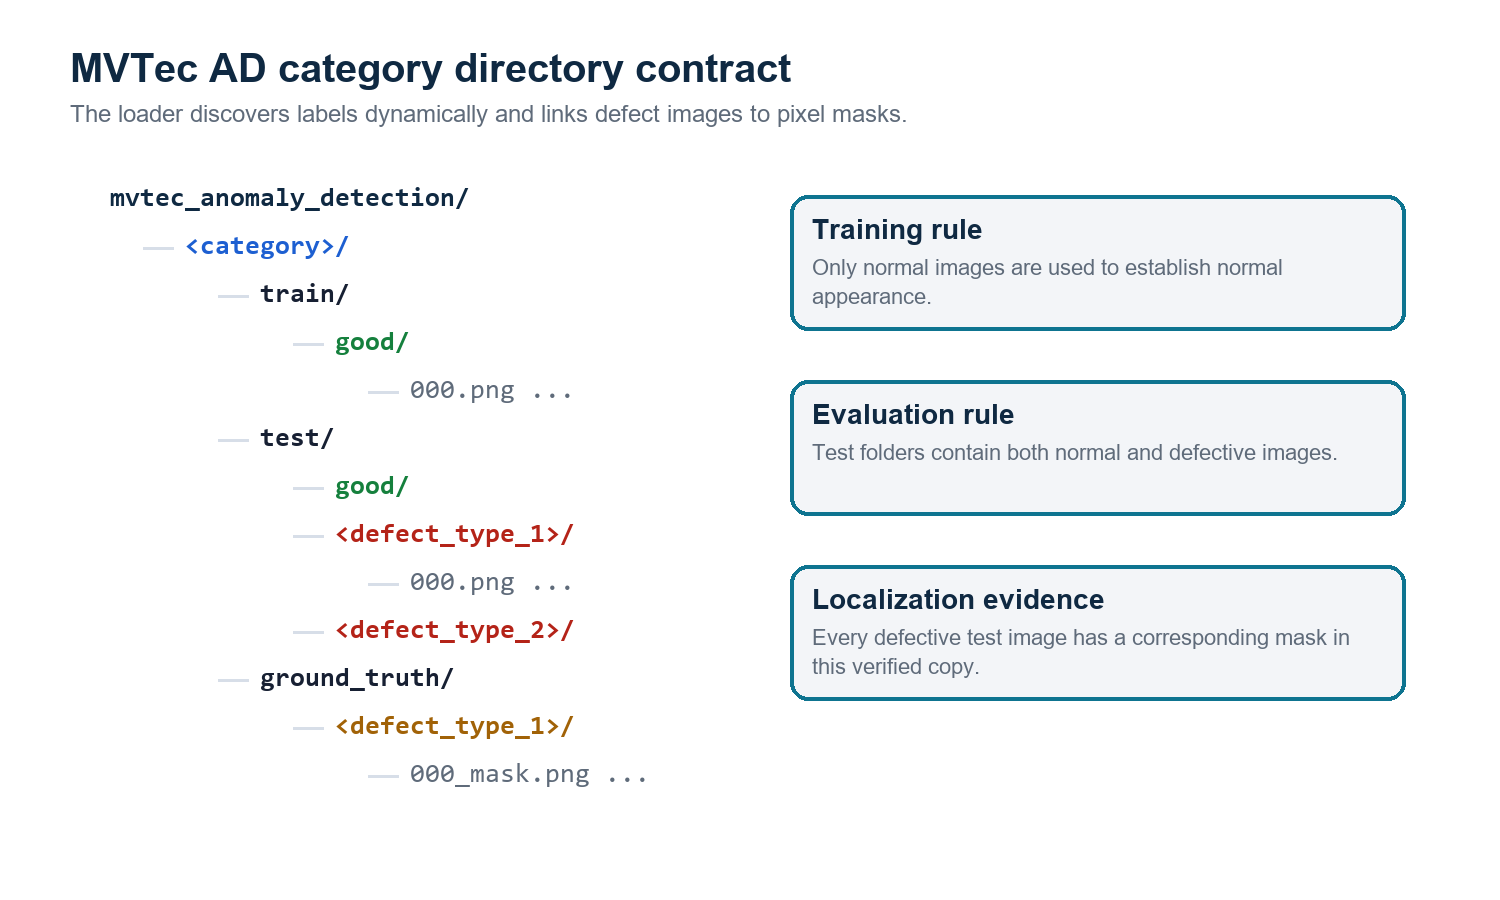 MVTec AD category directory contract
The loader discovers labels dynamically and links defect images to pixel masks.
mvtec_anomaly_detection/
<category>/
train/
good/
000.png ...
test/
good/
<defect_type_1>/
000.png ...
<defect_type_2>/
ground_truth/
<defect_type_1>/
000_mask.png ...
Training rule
Only normal images are used to establish normal
appearance.
Evaluation rule
Test folders contain both normal and defective images.
Localization evidence
Every defective test image has a corresponding mask in
this verified copy.